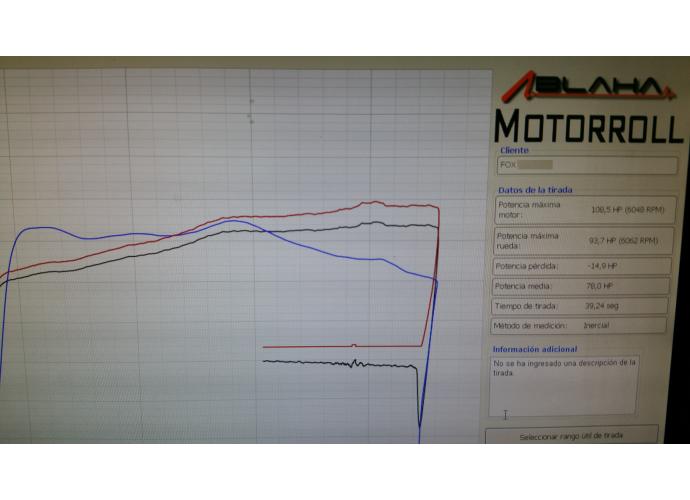 ABLAHA
MOTORROLL
Cliente
FOX
Datos de la tirada
Potencia máxima motor: 108,5 HP (6048 RPM)
Potencia máxima rueda: 93,7 HP (6062 RPM)
Potencia pérdida: -14,9 HP
Potencia media: 78,0 HP
Tiempo de tirada: 39,24 seg
Método de medición: Inercial
Información adicional
No se ha ingresado una descripción de la
tirada.
Seleccionar rango útil de tirada